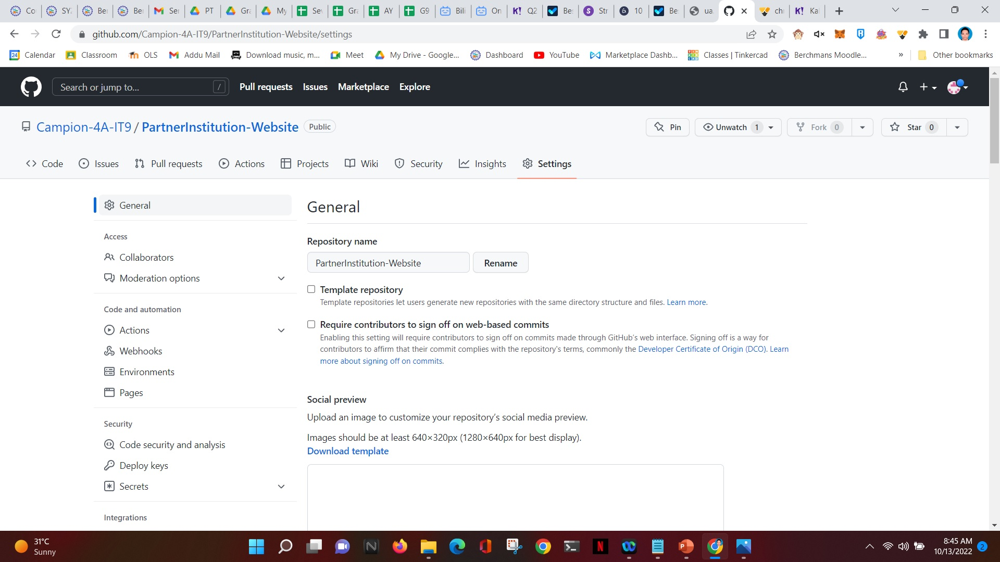 Co
SY
Be
Be
Se
PT
Gr
My
Se
Gr
AY
G9
Bili
On
Q2
Be
Str
10
Be
ua
ch
Ka
github.com/Campion-4A-IT9/PartnerInstitution-Website/settings
Calendar
Classroom
OLS
Addu Mail
Download music, m...
Meet
My Drive - Google...
Dashboard
YouTube
Marketplace Dashb...
Classes | Tinkercad
Berchmans Moodle...
»
Other bookmarks
Search or jump to...
/
Pull requests
Issues
Marketplace
Explore
Campion-4A-IT9 / PartnerInstitution-Website
Public
Pin
Unwatch 1
Fork 0
Star 0
Code
Issues
Pull requests
Actions
Projects
Wiki
Security
Insights
Settings
General
Access
Collaborators
Moderation options
Code and automation
Actions
Webhooks
Environments
Pages
Security
Code security and analysis
Deploy keys
Secrets
Integrations
General
Repository name
PartnerInstitution-Website
Rename
Template repository
Template repositories let users generate new repositories with the same directory structure and files. Learn more.
Require contributors to sign off on web-based commits
Enabling this setting will require contributors to sign off on commits made through GitHub’s web interface. Signing off is a way for
contributors to affirm that their commit complies with the repository's terms, commonly the Developer Certificate of Origin (DCO). Learn
more about signing off on commits.
Social preview
Upload an image to customize your repository’s social media preview.
Images should be at least 640×320px (1280×640px for best display).
Download template
31°C
Sunny
8:45 AM
10/13/2022
2